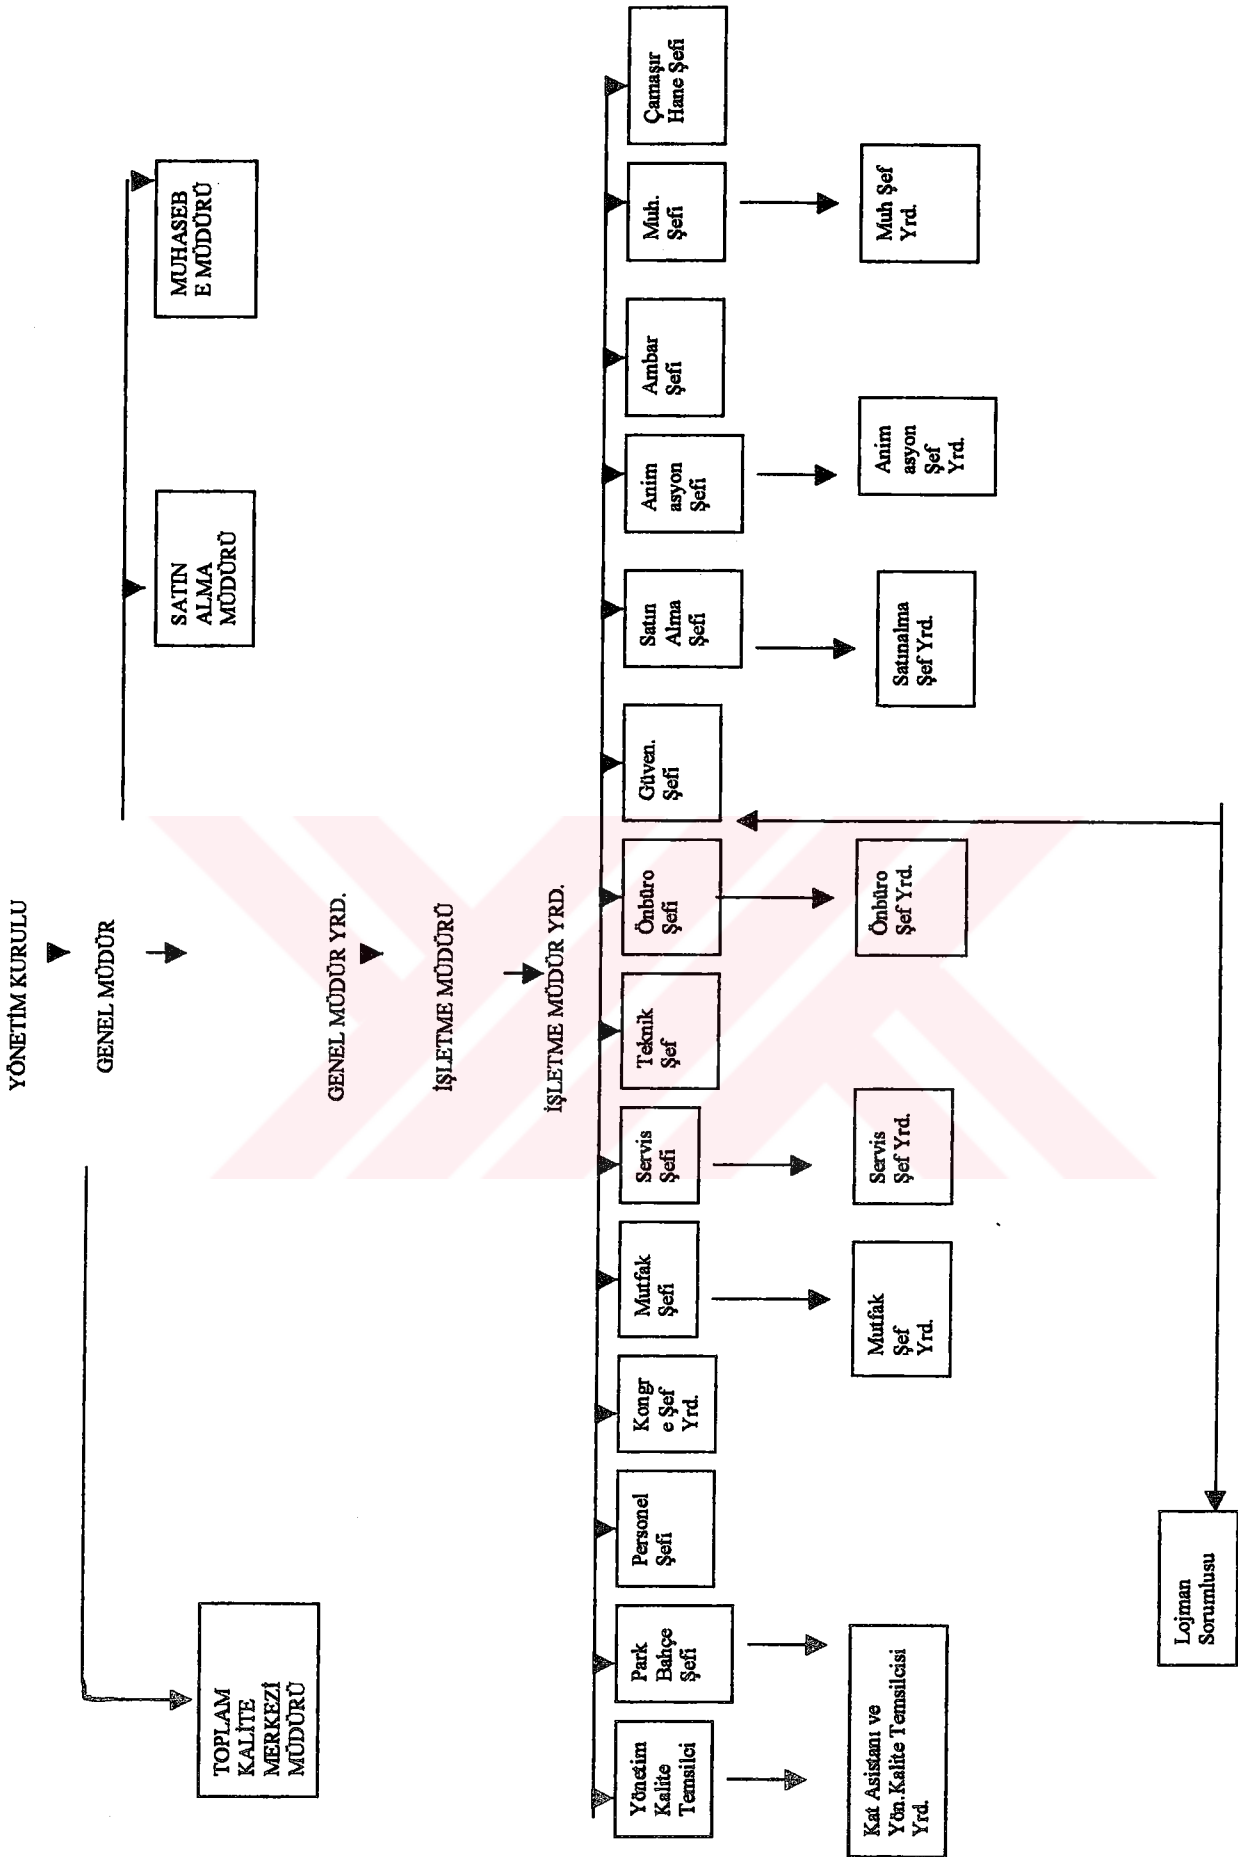 YÖNETİM KURULU
GENEL MÜDÜR
TOPLAM
KALİTE
MERKEZİ
MÜDÜRÜ
SATIN
ALMA
MÜDÜRÜ
MUHASEB
E MÜDÜRÜ
GENEL MÜDÜR YRD.
İŞLETME MÜDÜRÜ
İŞLETME MÜDÜR YRD.
Yönetim
Kalite
Temsilci
Park
Bahçe
Şefi
Personel
Şefi
Kongr
e Şef
Yrd.
Mutfak
Şefi
Servis
Şefi
Teknik
Şef
Önbüro
Şefi
Güven.
Şefi
Satın
Alma
Şefi
Anim
asyon
Şefi
Ambar
Şefi
Muh.
Şefi
Çamaşır
Hane Şefi
Kat Asistanı ve
Yön.Kalite Temsilcisi
Yrd.
Mutfak
Şef
Yrd.
Servis
Şef Yrd.
Önbüro
Şef Yrd.
Satınalma
Şef Yrd.
Anim
asyon
Şef
Yrd.
Muh Şef
Yrd.
Lojman
Sorumlusu